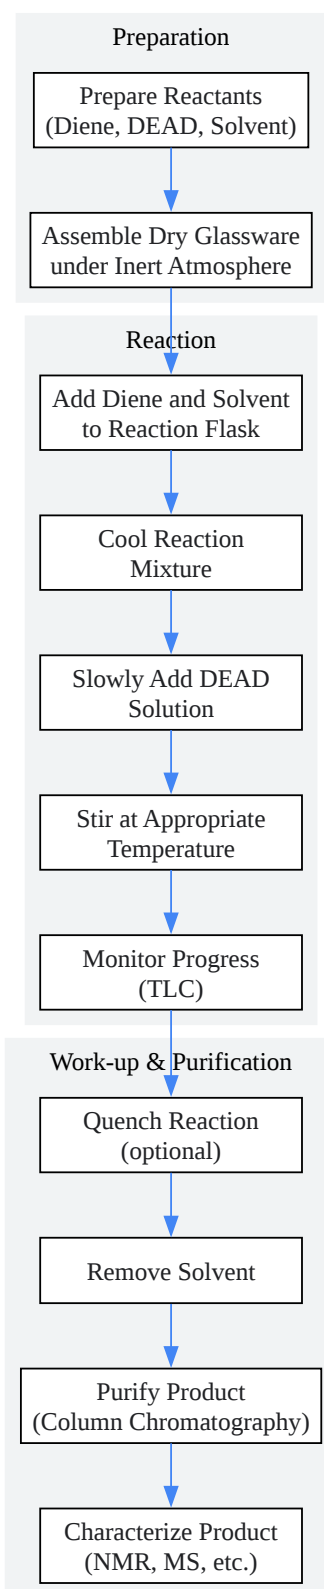 Preparation
Prepare Reactants
(Diene, DEAD, Solvent)
Assemble Dry Glassware
under Inert Atmosphere
Reaction
Add Diene and Solvent
to Reaction Flask
Cool Reaction
Mixture
Slowly Add DEAD
Solution
Stir at Appropriate
Temperature
Monitor Progress
(TLC)
Work-up & Purification
Quench Reaction
(optional)
Remove Solvent
Purify Product
(Column Chromatography)
Characterize Product
(NMR, MS, etc.)